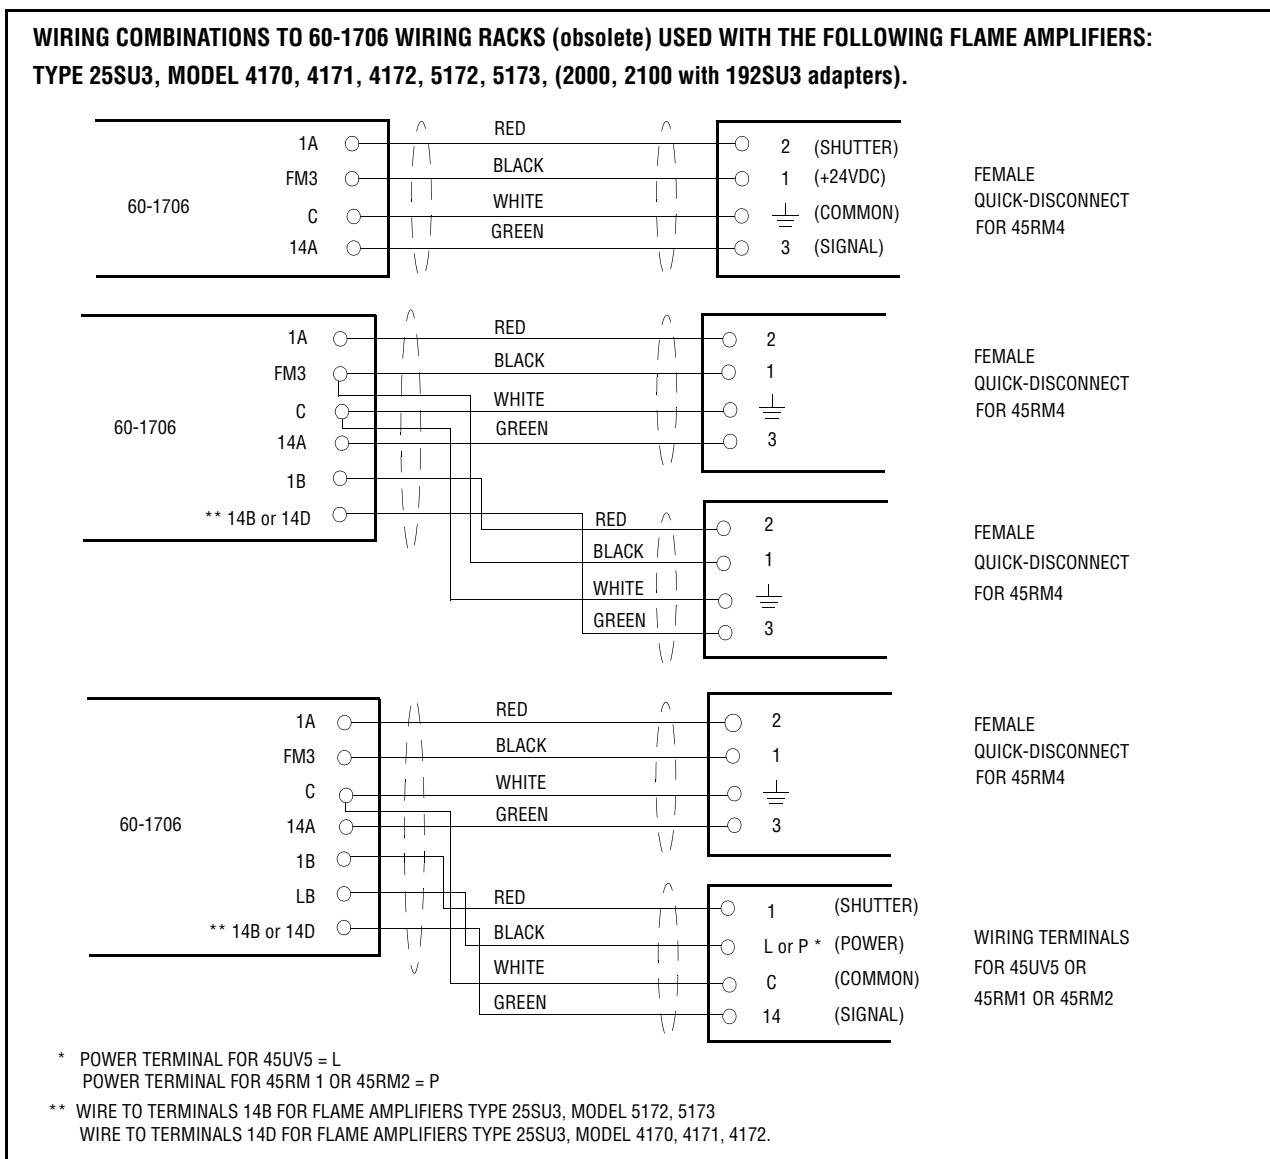 WIRING COMBINATIONS TO 60-1706 WIRING RACKS (obsolete) USED WITH THE FOLLOWING FLAME AMPLIFIERS:
TYPE 25SU3, MODEL 4170, 4171, 4172, 5172, 5173, (2000, 2100 with 192SU3 adapters).
60-1706
1A
FM3
C
14A
RED
BLACK
WHITE
GREEN
2 (SHUTTER)
1 (+24VDC)
(COMMON)
3 (SIGNAL)
FEMALE
QUICK-DISCONNECT
FOR 45RM4
60-1706
1A
FM3
C
14A
1B
** 14B or 14D
RED
BLACK
WHITE
GREEN
2
1
3
FEMALE
QUICK-DISCONNECT
FOR 45RM4
RED
BLACK
WHITE
GREEN
2
1
3
FEMALE
QUICK-DISCONNECT
FOR 45RM4
60-1706
1A
FM3
C
14A
1B
LB
** 14B or 14D
RED
BLACK
WHITE
GREEN
2
1
3
FEMALE
QUICK-DISCONNECT
FOR 45RM4
RED
BLACK
WHITE
GREEN
1 (SHUTTER)
L or P * (POWER)
C (COMMON)
14 (SIGNAL)
WIRING TERMINALS
FOR 45UV5 OR
45RM1 OR 45RM2
* POWER TERMINAL FOR 45UV5 = L
POWER TERMINAL FOR 45RM 1 OR 45RM2 = P
** WIRE TO TERMINALS 14B FOR FLAME AMPLIFIERS TYPE 25SU3, MODEL 5172, 5173
WIRE TO TERMINALS 14D FOR FLAME AMPLIFIERS TYPE 25SU3, MODEL 4170, 4171, 4172.